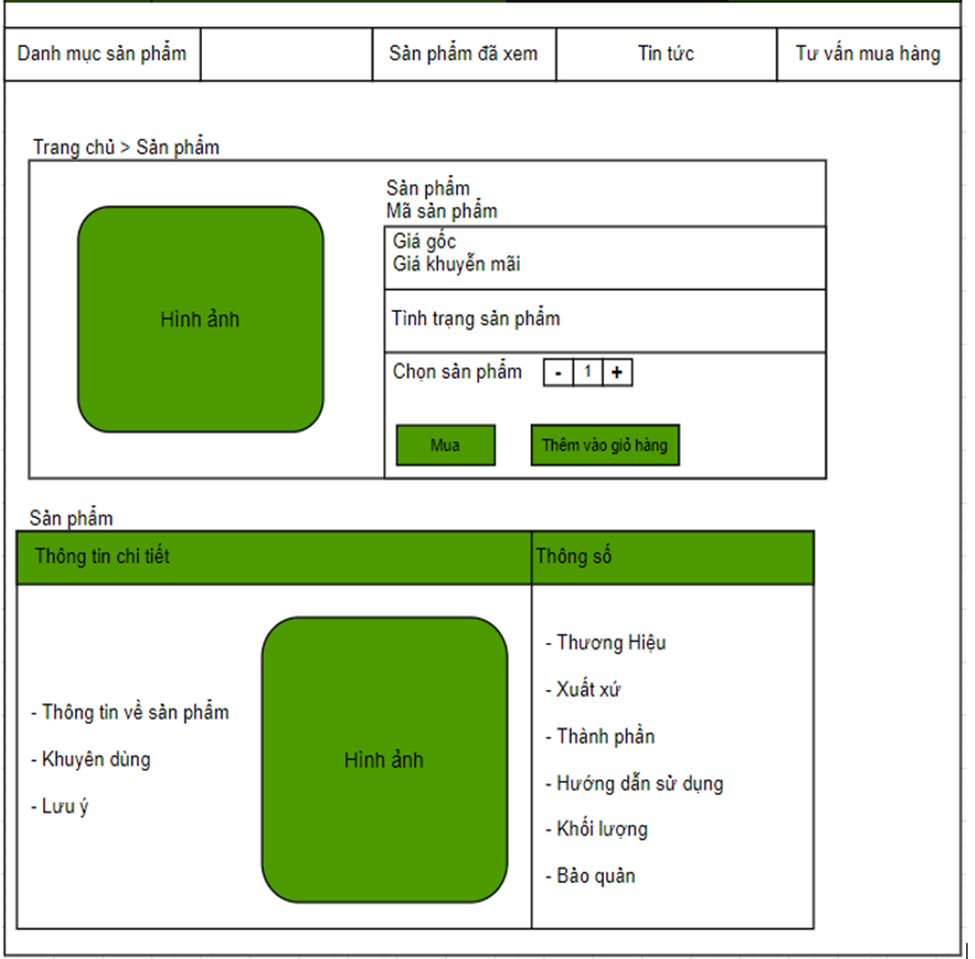 Danh mục sản phẩm
Sản phẩm đã xem
Tin tức
Tư vấn mua hàng
Trang chủ > Sản phẩm
Hình ảnh
Sản phẩm
Mã sản phẩm
Giá gốc
Giá khuyễn mãi
Tình trạng sản phẩm
Chọn sản phẩm
- 1 +
Mua
Thêm vào giỏ hàng
Sản phẩm
Thông tin chi tiết
Thông số
- Thông tin về sản phẩm
- Khuyên dùng
- Lưu ý
Hình ảnh
- Thương Hiệu
- Xuất xứ
- Thành phần
- Hướng dẫn sử dụng
- Khối lượng
- Bảo quản